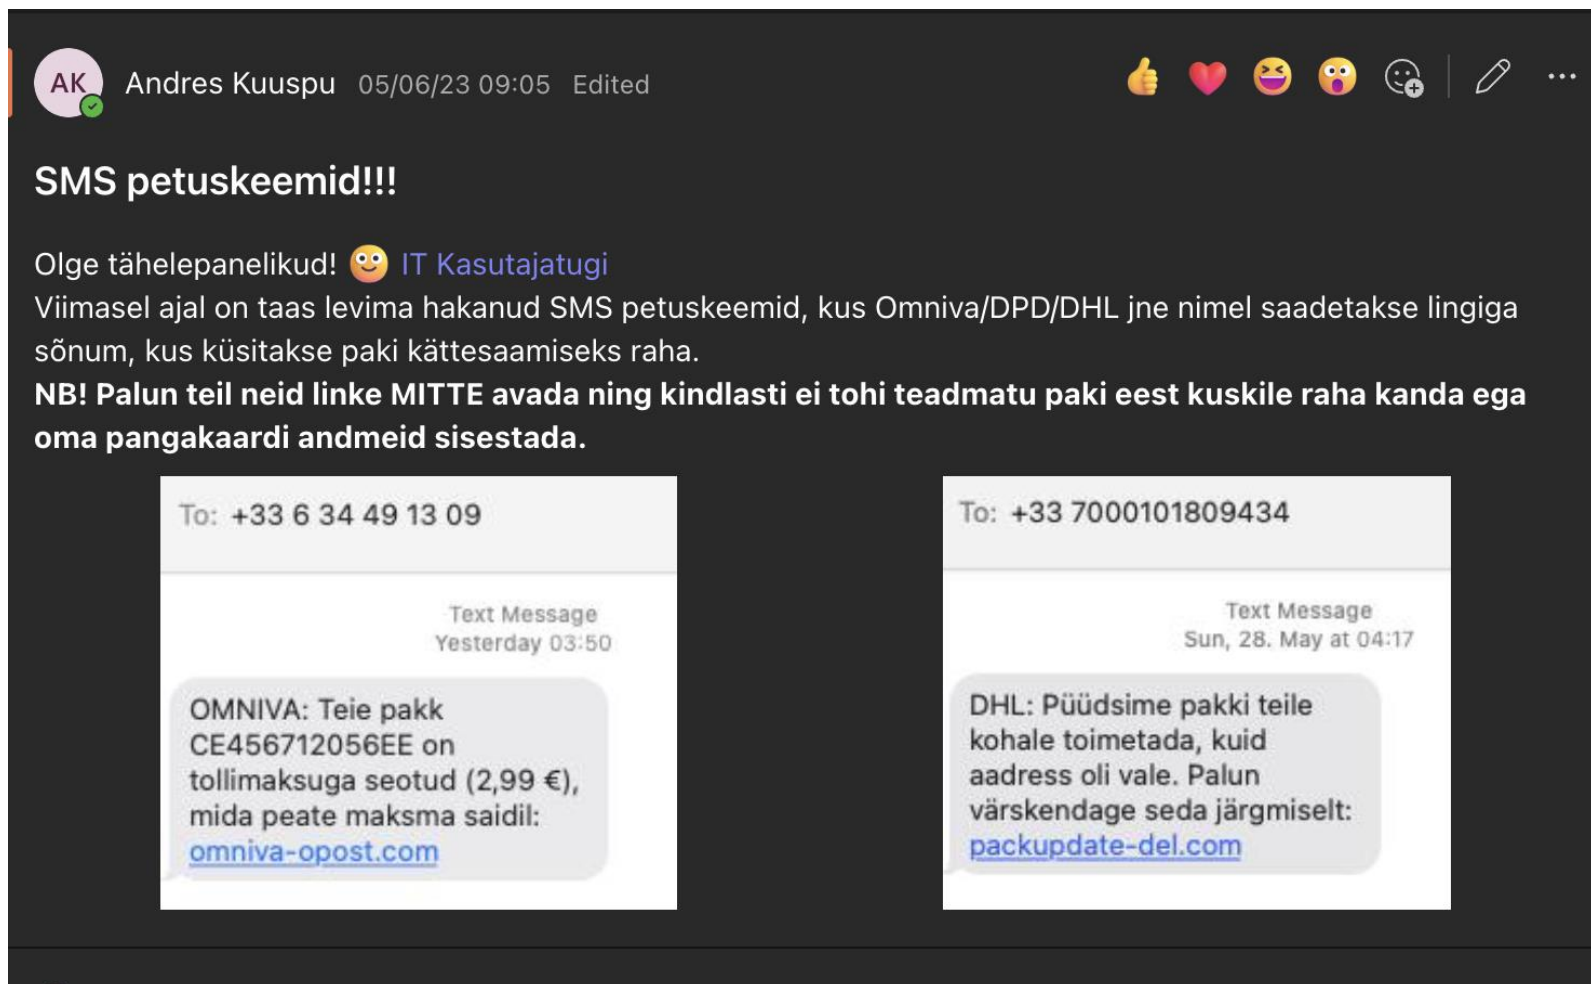 AK
Andres Kuuspu 05/06/23 09:05 Edited
SMS petuskeemid!!!
Olge tähelepanelikud! IT Kasutajatugi
Viimasel ajal on taas levima hakanud SMS petuskeemid, kus Omniva/DPD/DHL jne nimel saadetakse lingiga
sõnum, kus küsitakse paki kättesaamiseks raha.
NB! Palun teil neid linke MITTE avada ning kindlasti ei tohi teadmatu paki eest kuskile raha kanda ega
oma pangakaardi andmeid sisestada.
To: +33 6 34 49 13 09
Text Message
Yesterday 03:50
OMNIVA: Teie pakk
CE456712056EE on
tollimaksuga seotud (2,99 €),
mida peate maksma saidil:
omniva-opost.com
To: +33 7000101809434
Text Message
Sun, 28. May at 04:17
DHL: Püüdsime pakki teile
kohale toimetada, kuid
aadress oli vale. Palun
värskendage seda järgmiselt:
packupdate-del.com